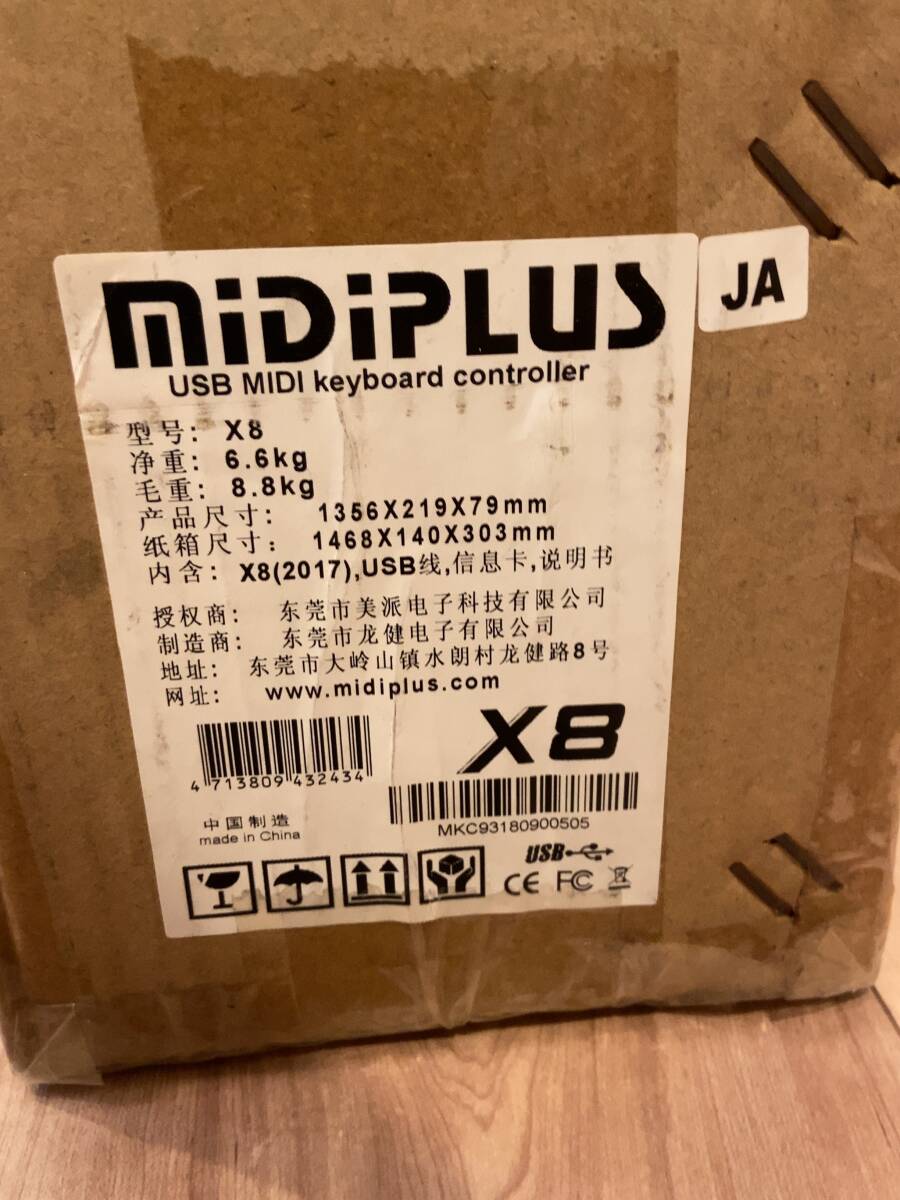 MiDiPLUS
JA
USB MIDI keyboard controller
型号: X8
净重: 6.6kg
毛重: 8.8kg
产品尺寸: 1356X219X79mm
纸箱尺寸: 1468X140X303mm
内含: X8(2017),USB线,信息卡,说明书
授权商: 东莞市美派电子科技有限公司
制造商: 东莞市龙健电子有限公司
地址: 东莞市大岭山镇水朗村龙健路8号
网址: www.midiplus.com
X8
4 713809 432434
MKC93180900505
中国制造
made in China
USB
CE FC